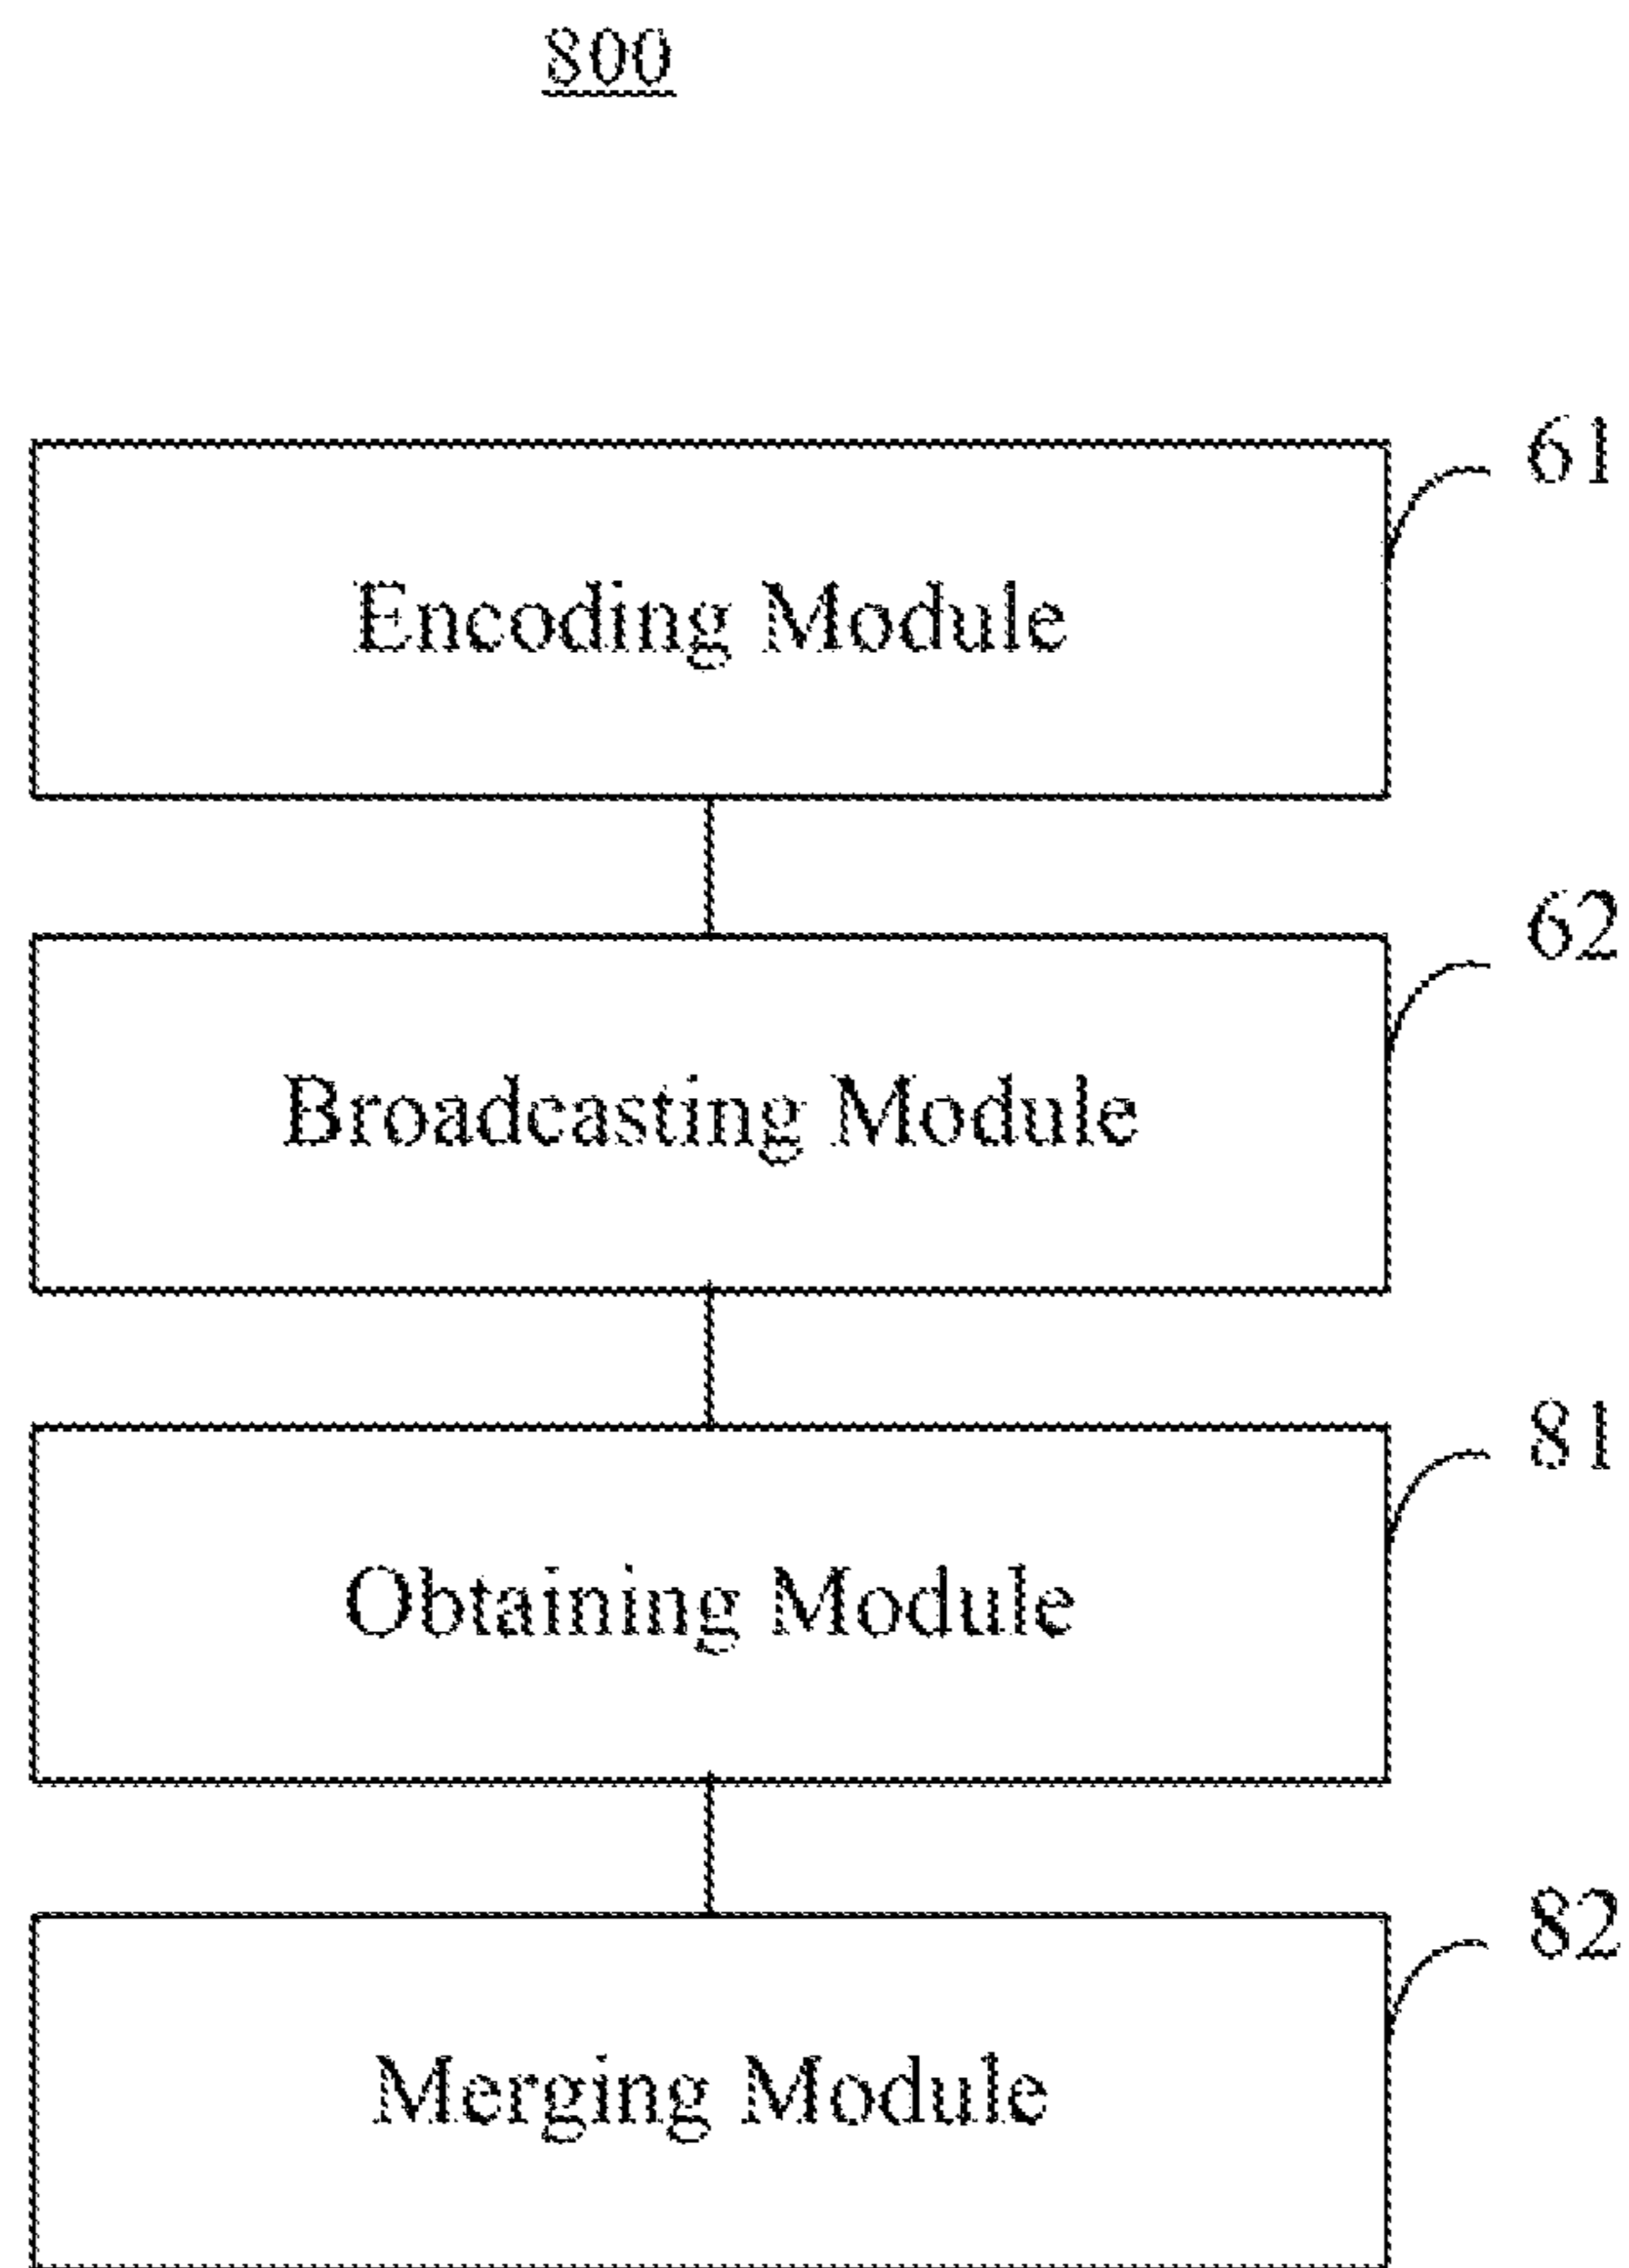 800
61
Encoding Module
62
Broadcasting Module
81
Obtaining Module
82
Merging Module